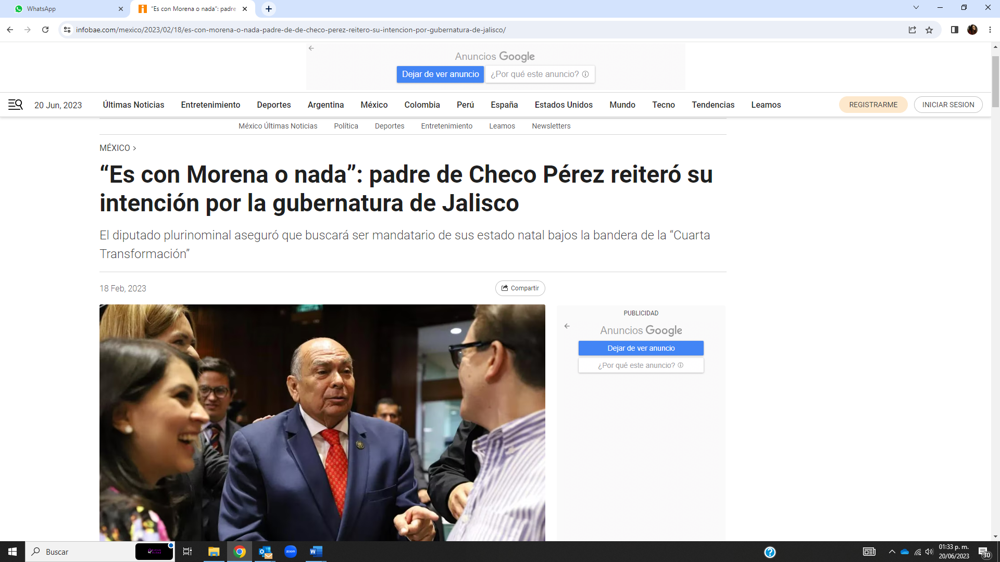 WhatsApp
“Es con Morena o nada”: padre
infobae.com/mexico/2023/02/18/es-con-morena-o-nada-padre-de-de-checo-perez-reitero-su-intencion-por-gubernatura-de-jalisco/
Anuncios Google
Dejar de ver anuncio
¿Por qué este anuncio?
20 Jun, 2023
Últimas Noticias Entretenimiento Deportes Argentina México Colombia Perú España Estados Unidos Mundo Tecno Tendencias Leamos
REGISTRARME
INICIAR SESION
México Últimas Noticias Política Deportes Entretenimiento Leamos Newsletters
MÉXICO >
“Es con Morena o nada”: padre de Checo Pérez reiteró su
intención por la gubernatura de Jalisco
El diputado plurinominal aseguró que buscará ser mandatario de sus estado natal bajos la bandera de la “Cuarta
Transformación”
18 Feb, 2023
Compartir
PUBLICIDAD
Anuncios Google
Dejar de ver anuncio
¿Por qué este anuncio?
Buscar
zoom
01:33 p. m.
20/06/2023
30